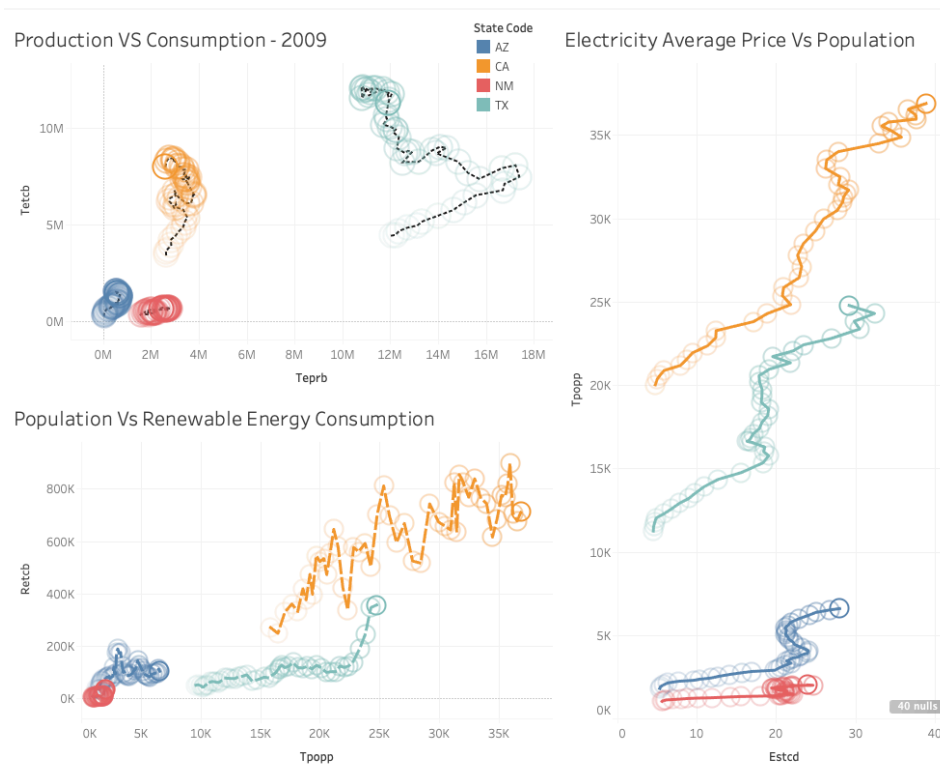 Production VS Consumption - 2009
State Code
AZ
CA
NM
TX
10M
5M
0M
Tetcb
0M 2M 4M 6M 8M 10M 12M 14M 16M 18M
Teprb
Electricity Average Price Vs Population
35K
30K
25K
20K
15K
10K
5K
0K
Tpopp
0 10 20 30 40
Estcd
40 nulls
Population Vs Renewable Energy Consumption
800K
600K
400K
200K
0K
Retcb
0K 5K 10K 15K 20K 25K 30K 35K
Tpopp